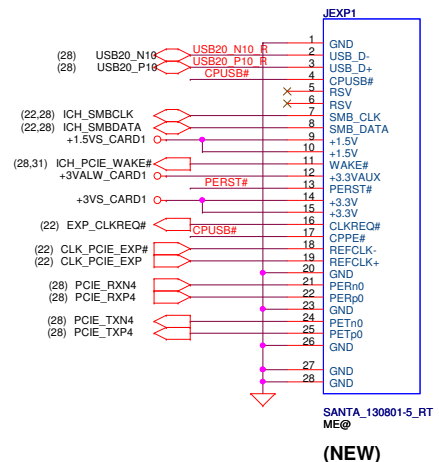 JEXP1
1 GND
(28) USB20_N10 USB20_N10_R 2 USB_D-
(28) USB20_P10 USB20_P10_R 3 USB_D+
CPUSB# 4 CPUSB#
5 RSV
6 RSV
(22,28) ICH_SMBCLK 7 SMB_CLK
(22,28) ICH_SMBDATA 8 SMB_DATA
+1.5VS_CARD1 9 +1.5V
10 +1.5V
(28,31) ICH_PCIE_WAKE# 11 WAKE#
+3VALW_CARD1 12 +3.3VAUX
PERST# 13 PERST#
+3VS_CARD1 14 +3.3V
15 +3.3V
(22) EXP_CLKREQ# 16 CLKREQ#
CPUSB# 17 CPPE#
(22) CLK_PCIE_EXP# 18 REFCLK-
(22) CLK_PCIE_EXP 19 REFCLK+
20 GND
(28) PCIE_RXN4 21 PERn0
(28) PCIE_RXP4 22 PERp0
23 GND
(28) PCIE_TXN4 24 PETn0
(28) PCIE_TXP4 25 PETp0
26 GND
27 GND
28 GND
SANTA_130801-5_RT
ME@
(NEW)